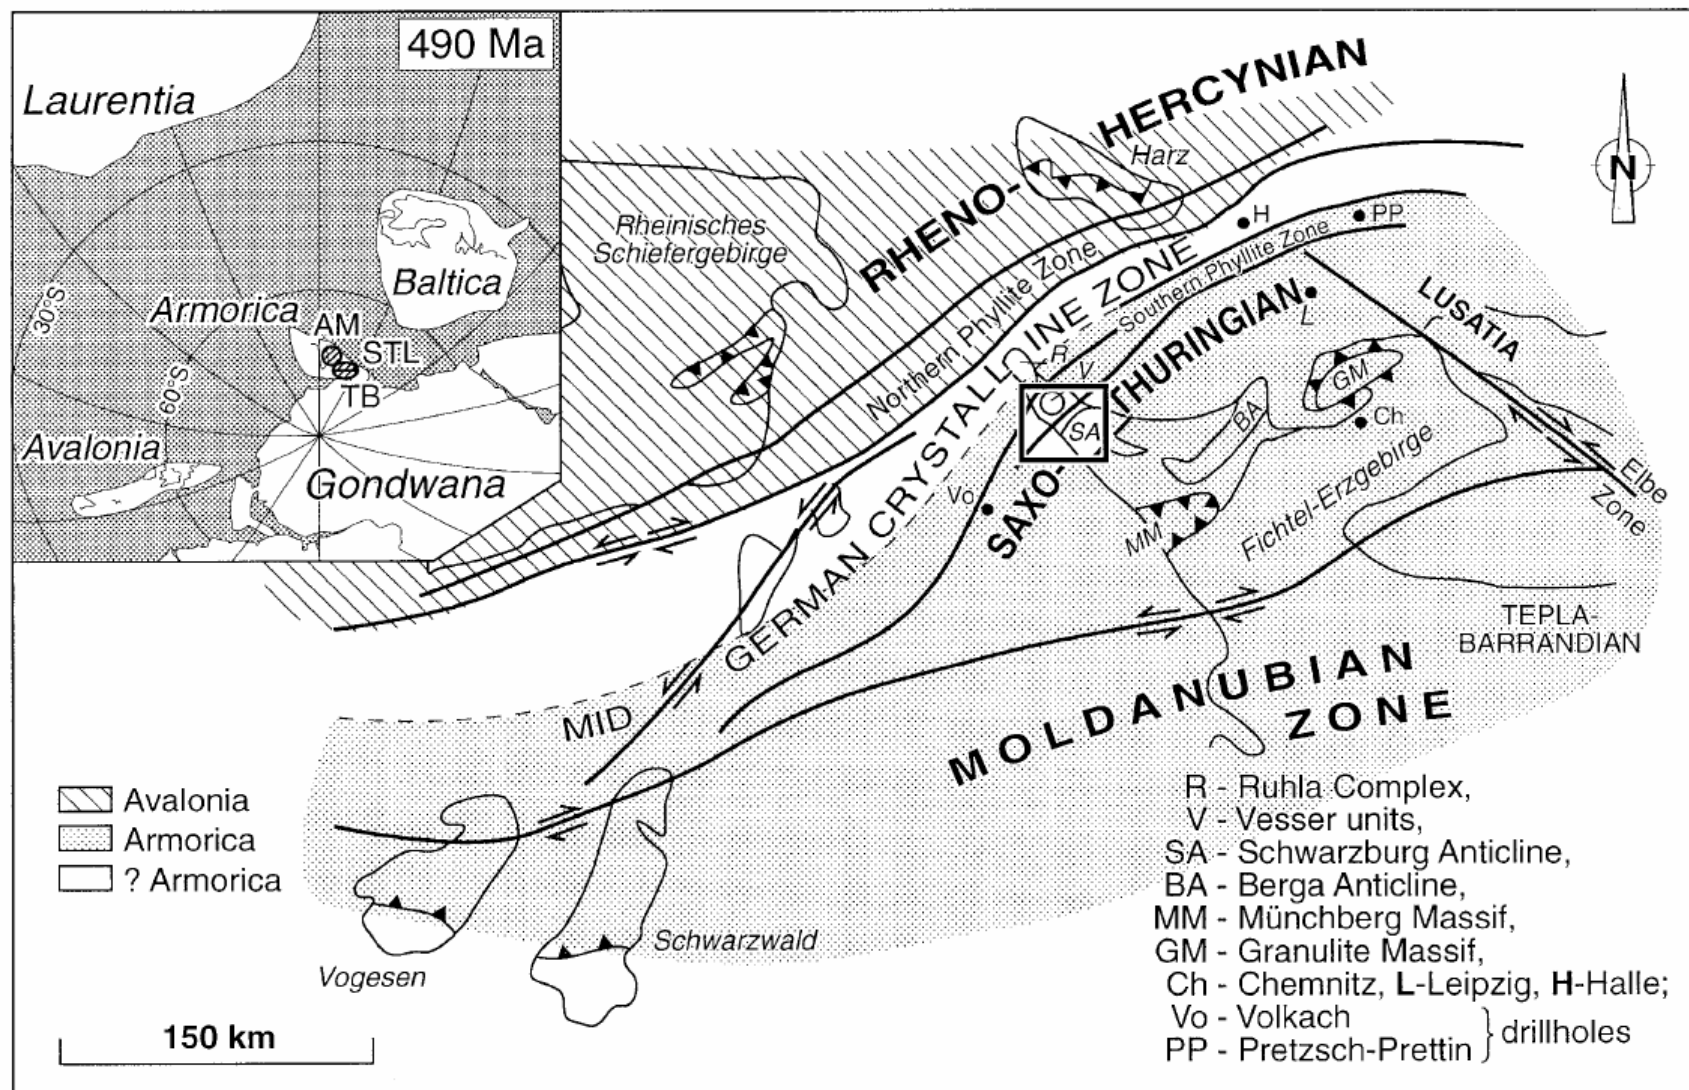 490 Ma
Laurentia
Baltica
Armorica
AM
STL
TB
30°S
60°S
Avalonia
Gondwana
RHENO-
HERCYNIAN
Harz
Rheinisches
Schiefergebirge
N
Northern Phyllite Zone
MID
GERMAN CRYSTALLINE ZONE
Southern Phyllite Zone
H
PP
L
R
V
SA
SAXO-
THURINGIAN
LUSATIA
GM
BA
Ch
Vo
MM
Fichtel-Erzgebirge
Elbe
Zone
TEPLA-
BARRANDIAN
MOLDANUBIAN
ZONE
Vogesen
Schwarzwald
Avalonia
Armorica
? Armorica
150 km
R - Ruhla Complex,
V - Vesser units,
SA - Schwarzburg Anticline,
BA - Berga Anticline,
MM - Münchberg Massif,
GM - Granulite Massif,
Ch - Chemnitz, L-Leipzig, H-Halle;
Vo - Volkach
PP - Pretzsch-Prettin } drillholes